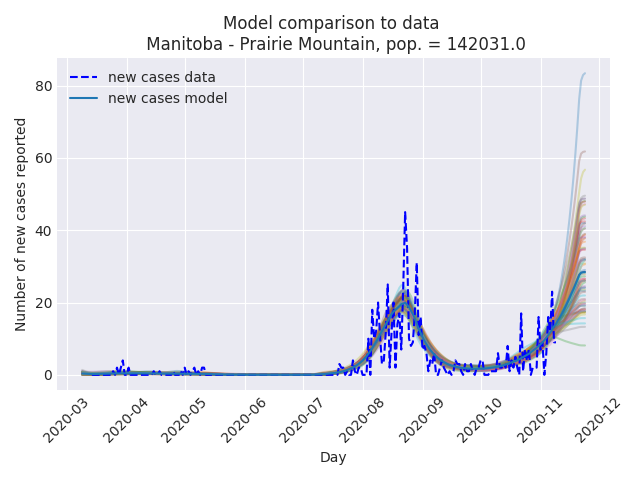 Model comparison to data
Manitoba - Prairie Mountain, pop. = 142031.0
new cases data
new cases model
Number of new cases reported
80
60
40
20
0
2020-03
2020-04
2020-05
2020-06
2020-07
2020-08
2020-09
2020-10
2020-11
2020-12
Day